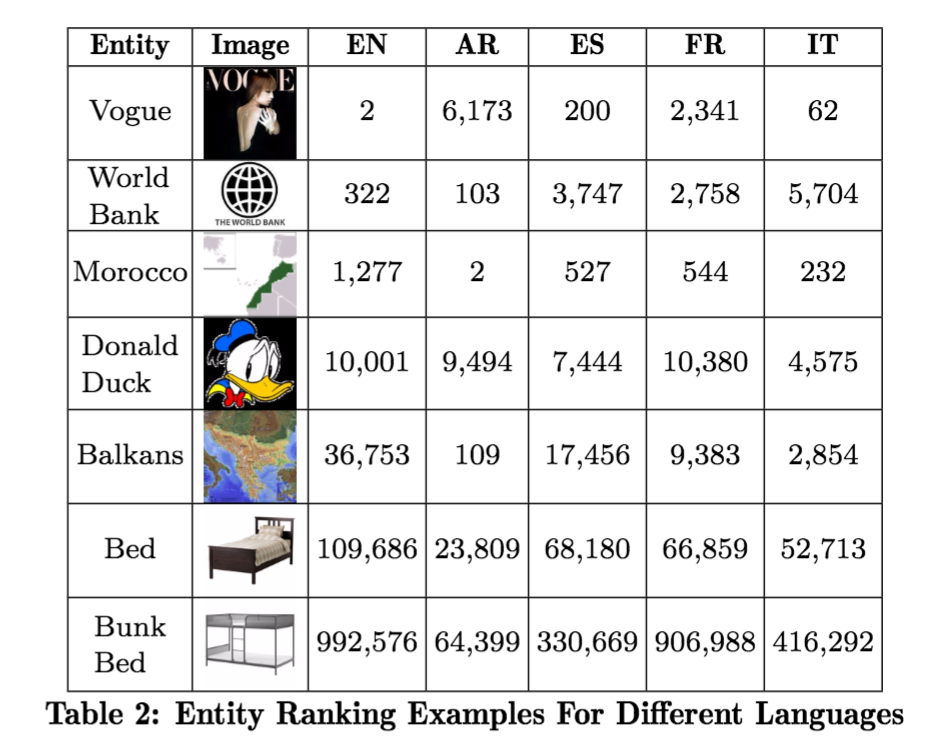 Entity Image EN AR ES FR IT
Vogue VOGUE 2 6,173 200 2,341 62
World
Bank THE WORLD BANK 322 103 3,747 2,758 5,704
Morocco 1,277 2 527 544 232
Donald
Duck 10,001 9,494 7,444 10,380 4,575
Balkans 36,753 109 17,456 9,383 2,854
Bed 109,686 23,809 68,180 66,859 52,713
Bunk
Bed 992,576 64,399 330,669 906,988 416,292
Table 2: Entity Ranking Examples For Different Languages